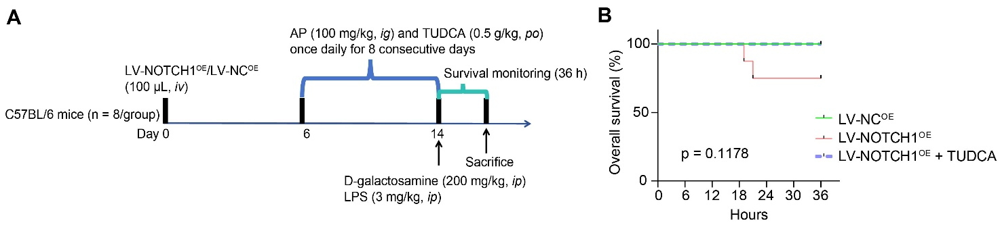 A
AP (100 mg/kg, ig) and TUDCA (0.5 g/kg, po)
once daily for 8 consecutive days
LV-NOTCH1ᴼᴱ/LV-NCᴼᴱ
(100 µL, iv)
Survival monitoring (36 h)
C57BL/6 mice (n = 8/group)
Day 0
6
14
Sacrifice
D-galactosamine (200 mg/kg, ip)
LPS (3 mg/kg, ip)
B
Overall survival (%)
100
50
0
p = 0.1178
LV-NCᴼᴱ
LV-NOTCH1ᴼᴱ
LV-NOTCH1ᴼᴱ + TUDCA
0 6 12 18 24 30 36
Hours